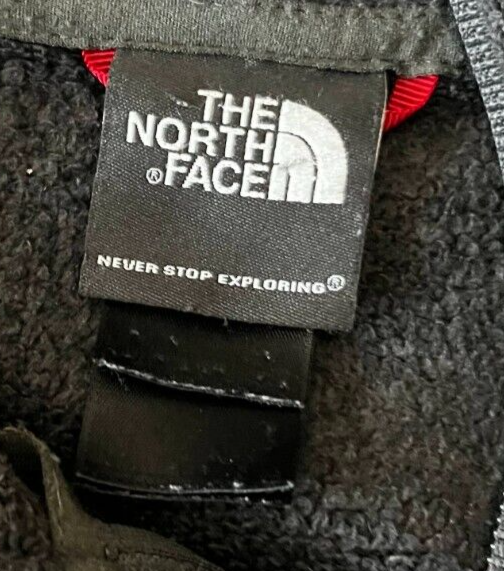 THE
NORTH
®FACE
NEVER STOP EXPLORING®